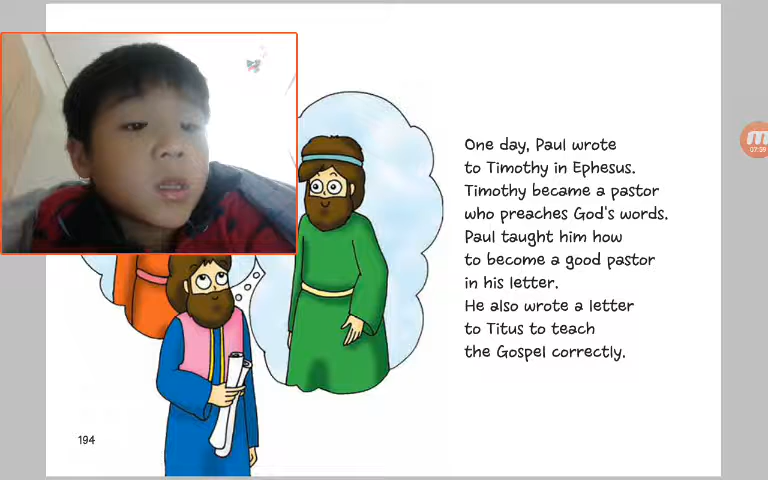 One day, Paul wrote
to Timothy in Ephesus.
Timothy became a pastor
who preaches God's words.
Paul taught him how
to become a good pastor
in his letter.
He also wrote a letter
to Titus to teach
the Gospel correctly.
194
07:59